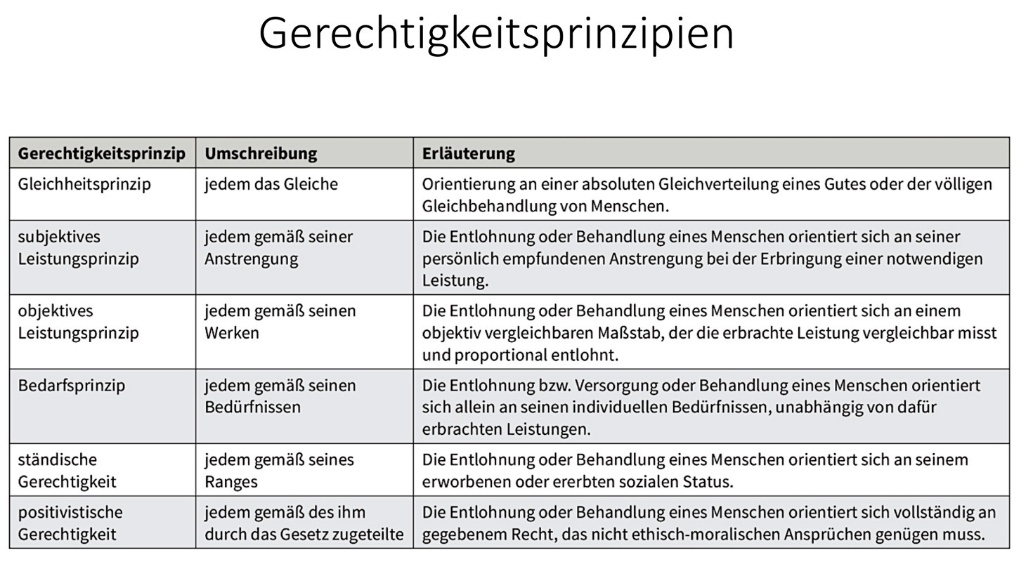 Gerechtigkeitsprinzipien
Gerechtigkeitsprinzip Umschreibung Erläuterung
Gleichheitsprinzip jedem das Gleiche Orientierung an einer absoluten Gleichverteilung eines Gutes oder der völligen
Gleichbehandlung von Menschen.
subjektives jedem gemäß seiner Die Entlohnung oder Behandlung eines Menschen orientiert sich an seiner
Leistungsprinzip Anstrengung persönlich empfundenen Anstrengung bei der Erbringung einer notwendigen
Leistung.
objektives jedem gemäß seinen Die Entlohnung oder Behandlung eines Menschen orientiert sich an einem
Leistungsprinzip Werken objektiv vergleichbaren Maßstab, der die erbrachte Leistung vergleichbar misst
und proportional entlohnt.
Bedarfsprinzip jedem gemäß seinen Die Entlohnung bzw. Versorgung oder Behandlung eines Menschen orientiert
Bedürfnissen sich allein an seinen individuellen Bedürfnissen, unabhängig von dafür
erbrachten Leistungen.
ständische jedem gemäß seines Die Entlohnung oder Behandlung eines Menschen orientiert sich an seinem
Gerechtigkeit Ranges erworbenen oder ererbten sozialen Status.
positivistische jedem gemäß des ihm Die Entlohnung oder Behandlung eines Menschen orientiert sich vollständig an
Gerechtigkeit durch das Gesetz zugeteilte gegebenem Recht, das nicht ethisch-moralischen Ansprüchen genügen muss.